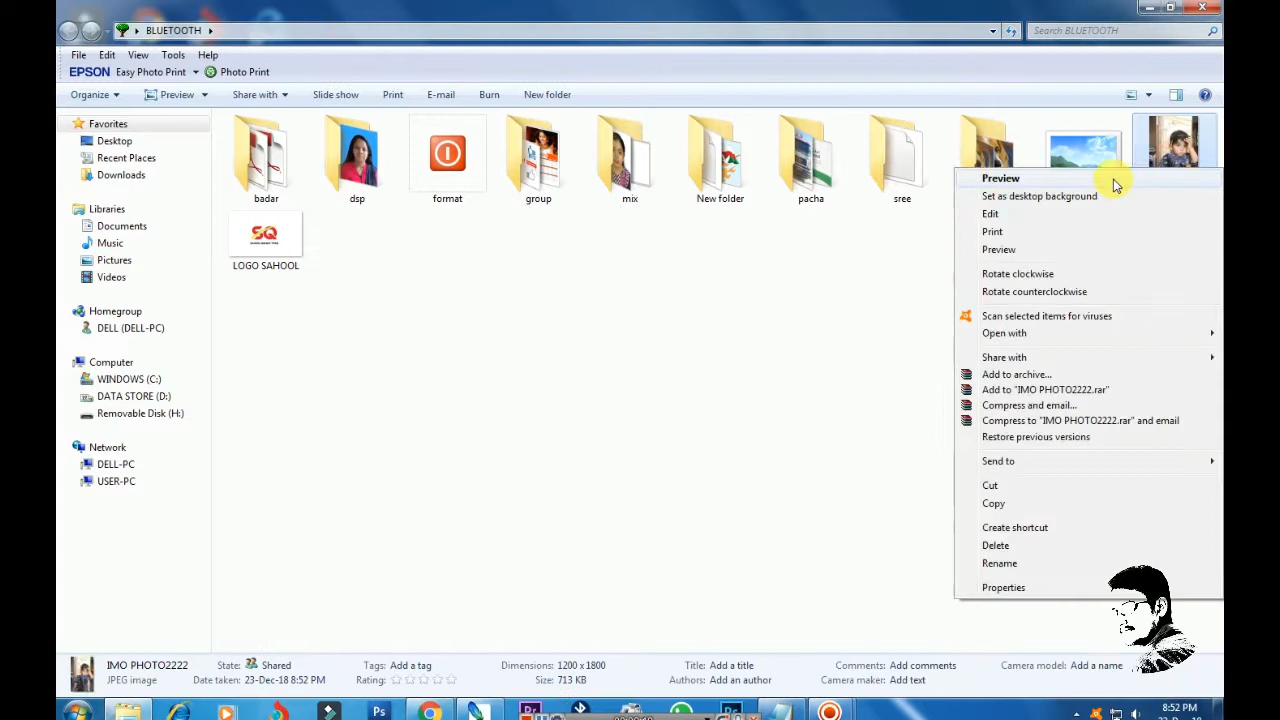 BLUETOOTH
Search BLUETOOTH
File Edit View Tools Help
EPSON Easy Photo Print Photo Print
Organize Preview Share with Slide show Print E-mail Burn New folder
Favorites
Desktop
Recent Places
Downloads
Libraries
Documents
Music
Pictures
Videos
Homegroup
DELL (DELL-PC)
Computer
WINDOWS (C:)
DATA STORE (D:)
Removable Disk (H:)
Network
DELL-PC
USER-PC
badar dsp format group mix New folder pacha sree
SQ
LOGO SAHOOL
Preview
Set as desktop background
Edit
Print
Preview
Rotate clockwise
Rotate counterclockwise
Scan selected items for viruses
Open with
Share with
Add to archive...
Add to "IMO PHOTO2222.rar"
Compress and email...
Compress to "IMO PHOTO2222.rar" and email
Restore previous versions
Send to
Cut
Copy
Create shortcut
Delete
Rename
Properties
IMO PHOTO2222 State: Shared Tags: Add a tag Dimensions: 1200 x 1800 Title: Add a title Comments: Add comments Camera model: Add a name
JPEG image Date taken: 23-Dec-18 8:52 PM Rating: Size: 713 KB Authors: Add an author Camera maker: Add text
Ps
8:52 PM